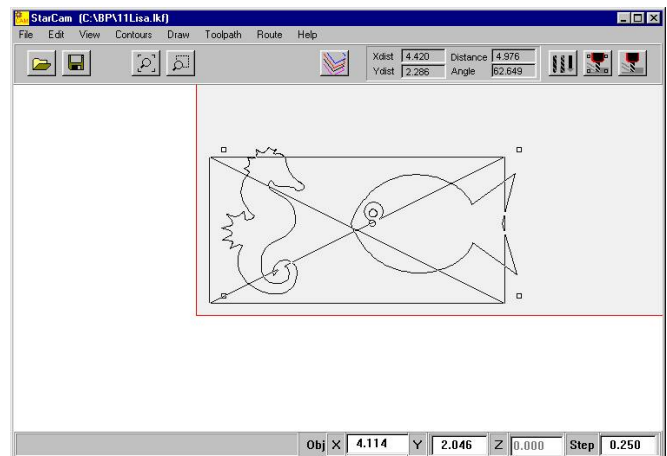 StarCam (C:\BP\11Lisa.lkf)
File Edit View Contours Draw Toolpath Route Help
Xdist 4.420 Distance 4.976
Ydist 2.286 Angle 62.649
Obj X 4.114 Y 2.046 Z 0.000 Step 0.250